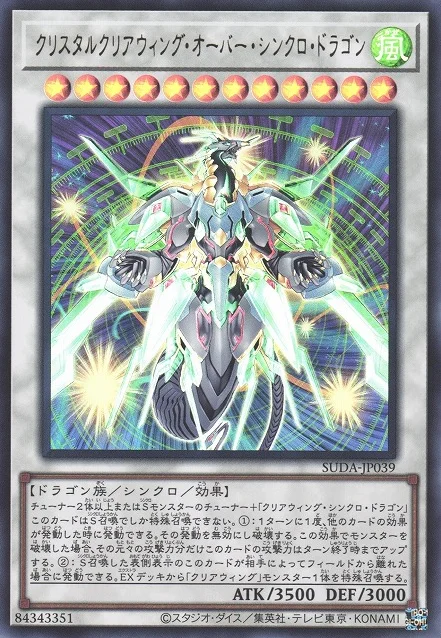 クリスタルクリアウィング・オーバー・シンクロ・ドラゴン
風
SUDA-JP039
【ドラゴン族／シンクロ／効果】
チューナー2体以上またはSモンスターのチューナー＋「クリアウィング・シンクロ・ドラゴン」
このカードはS召喚でしか特殊召喚できない。①：1ターンに1度、他のカードの効果
が発動した時に発動できる。その発動を無効にし破壊する。この効果でモンスターを
破壊した場合、その元々の攻撃力分だけこのカードの攻撃力はターン終了時までアップ
する。②：S召喚した表側表示のこのカードが相手によってフィールドから離れた
場合に発動できる。EXデッキから「クリアウィング」モンスター1体を特殊召喚する。
ATK/3500 DEF/3000
84343351
©スタジオ・ダイス／集英社・テレビ東京・KONAMI